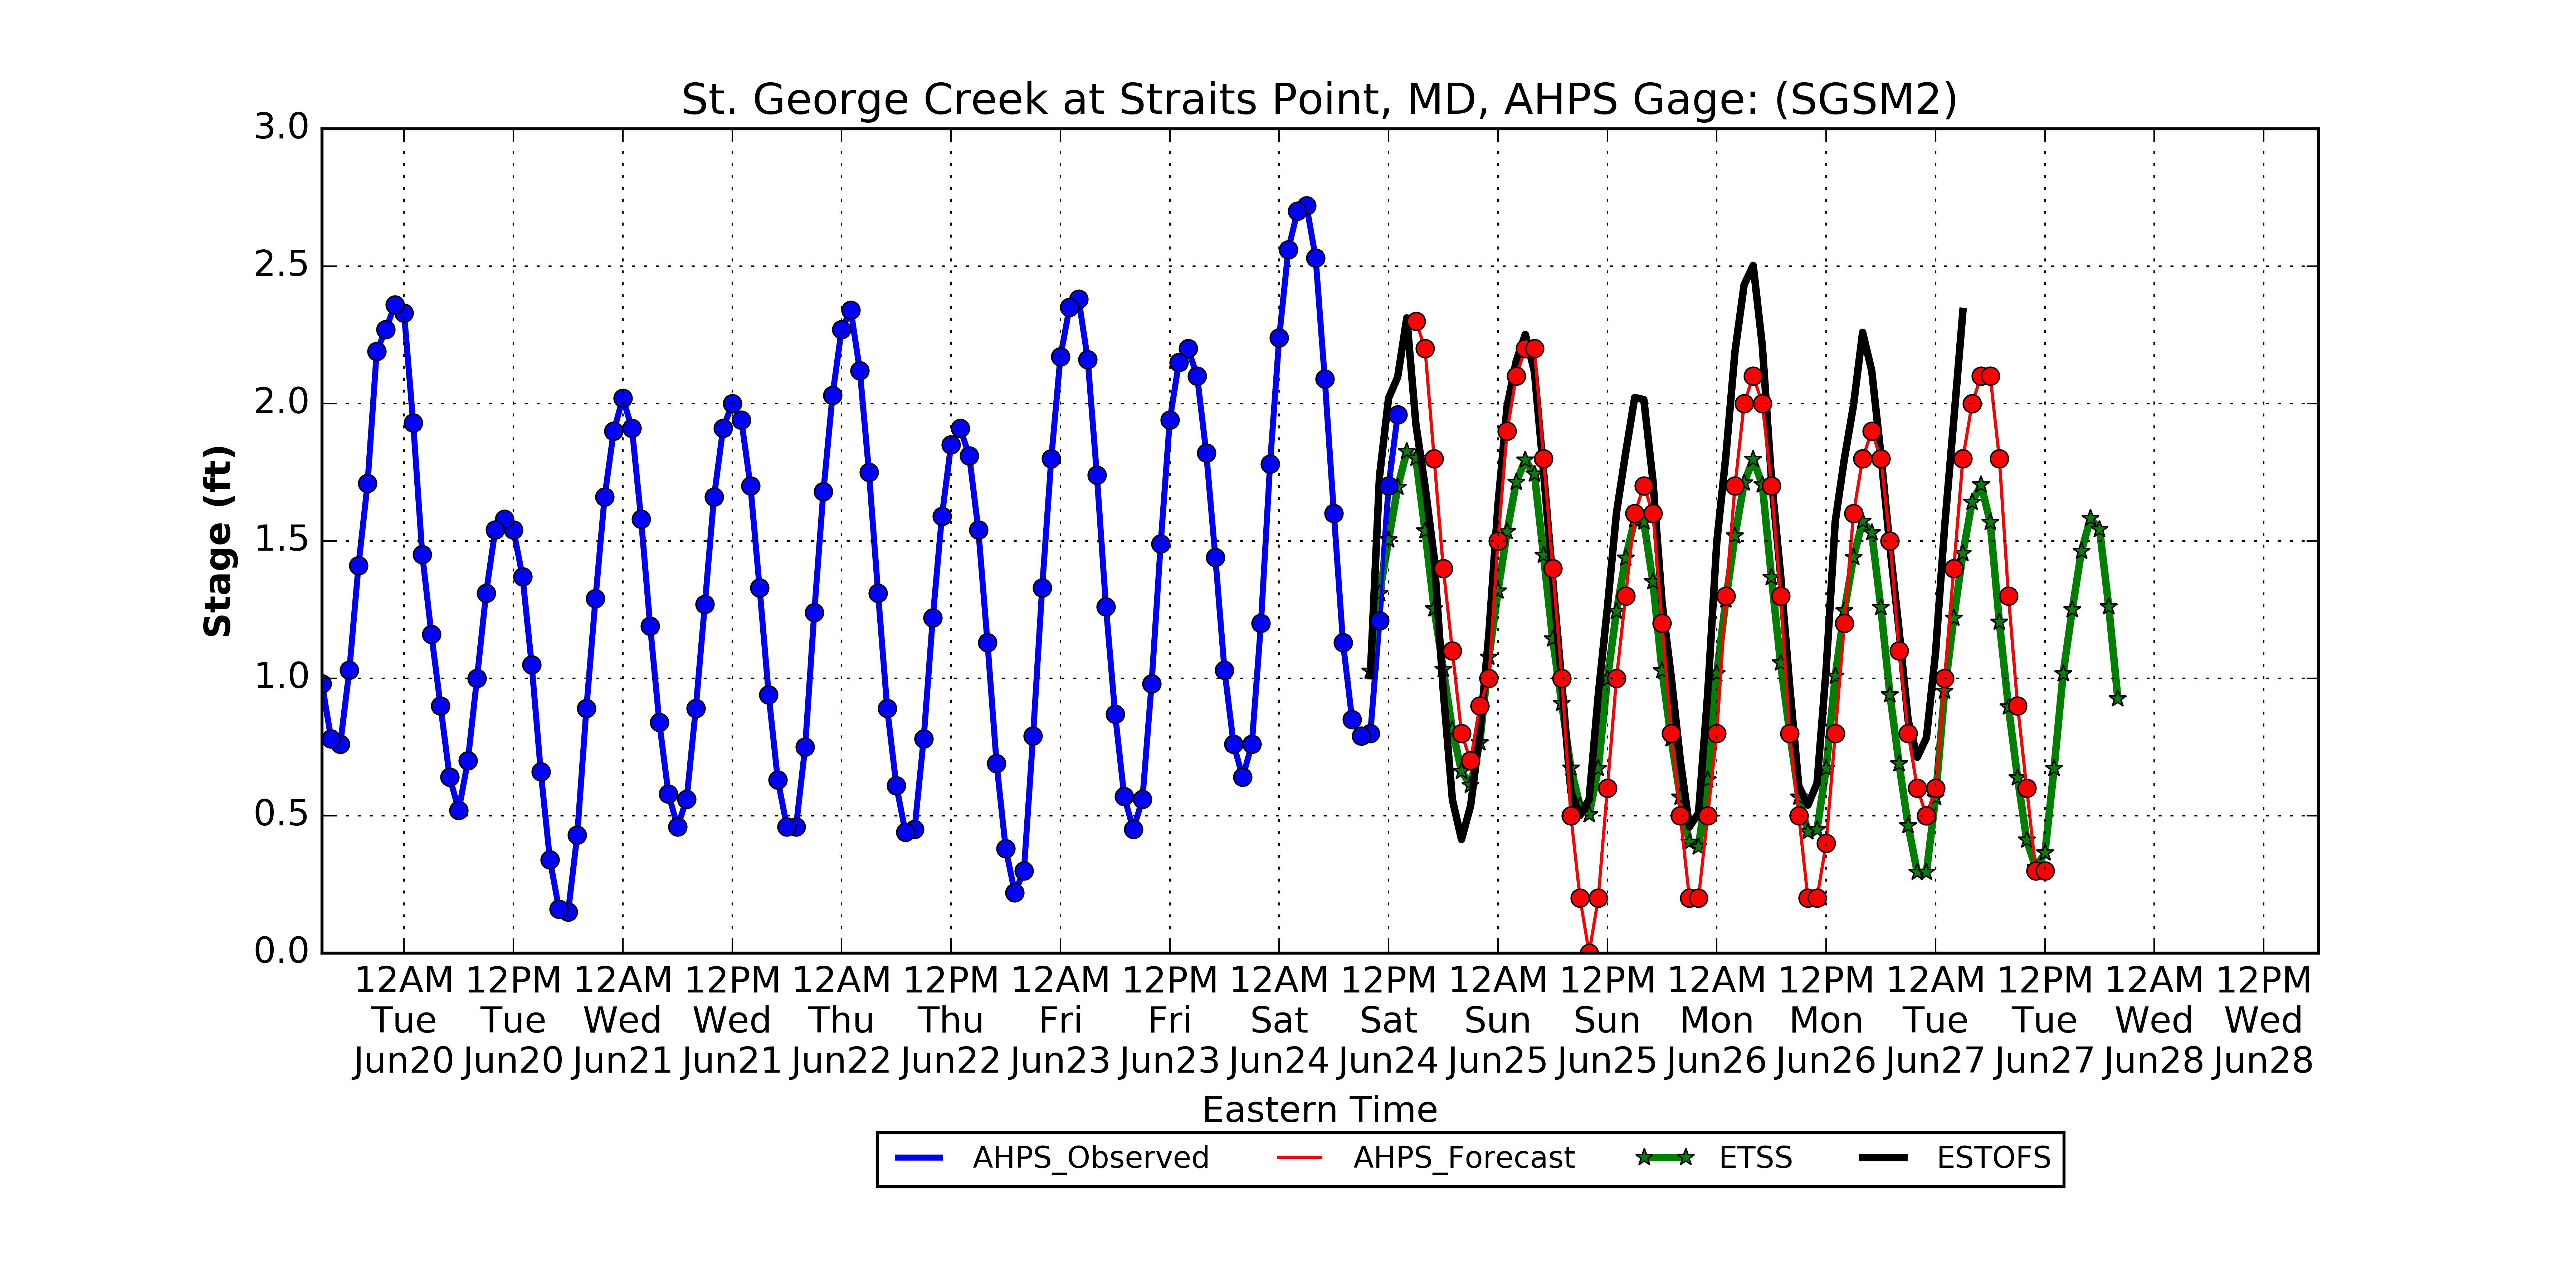 St. George Creek at Straits Point, MD, AHPS Gage: (SGSM2)
3.0
2.5
2.0
1.5
1.0
0.5
0.0
Stage (ft)
12AM 12PM 12AM 12PM 12AM 12PM 12AM 12PM 12AM 12PM 12AM 12PM 12AM 12PM 12AM 12PM 12AM 12PM
Tue Tue Wed Wed Thu Thu Fri Fri Sat Sat Sun Sun Mon Mon Tue Tue Wed Wed
Jun20 Jun20 Jun21 Jun21 Jun22 Jun22 Jun23 Jun23 Jun24 Jun24 Jun25 Jun25 Jun26 Jun26 Jun27 Jun27 Jun28 Jun28
Eastern Time
AHPS_Observed AHPS_Forecast ETSS ESTOFS